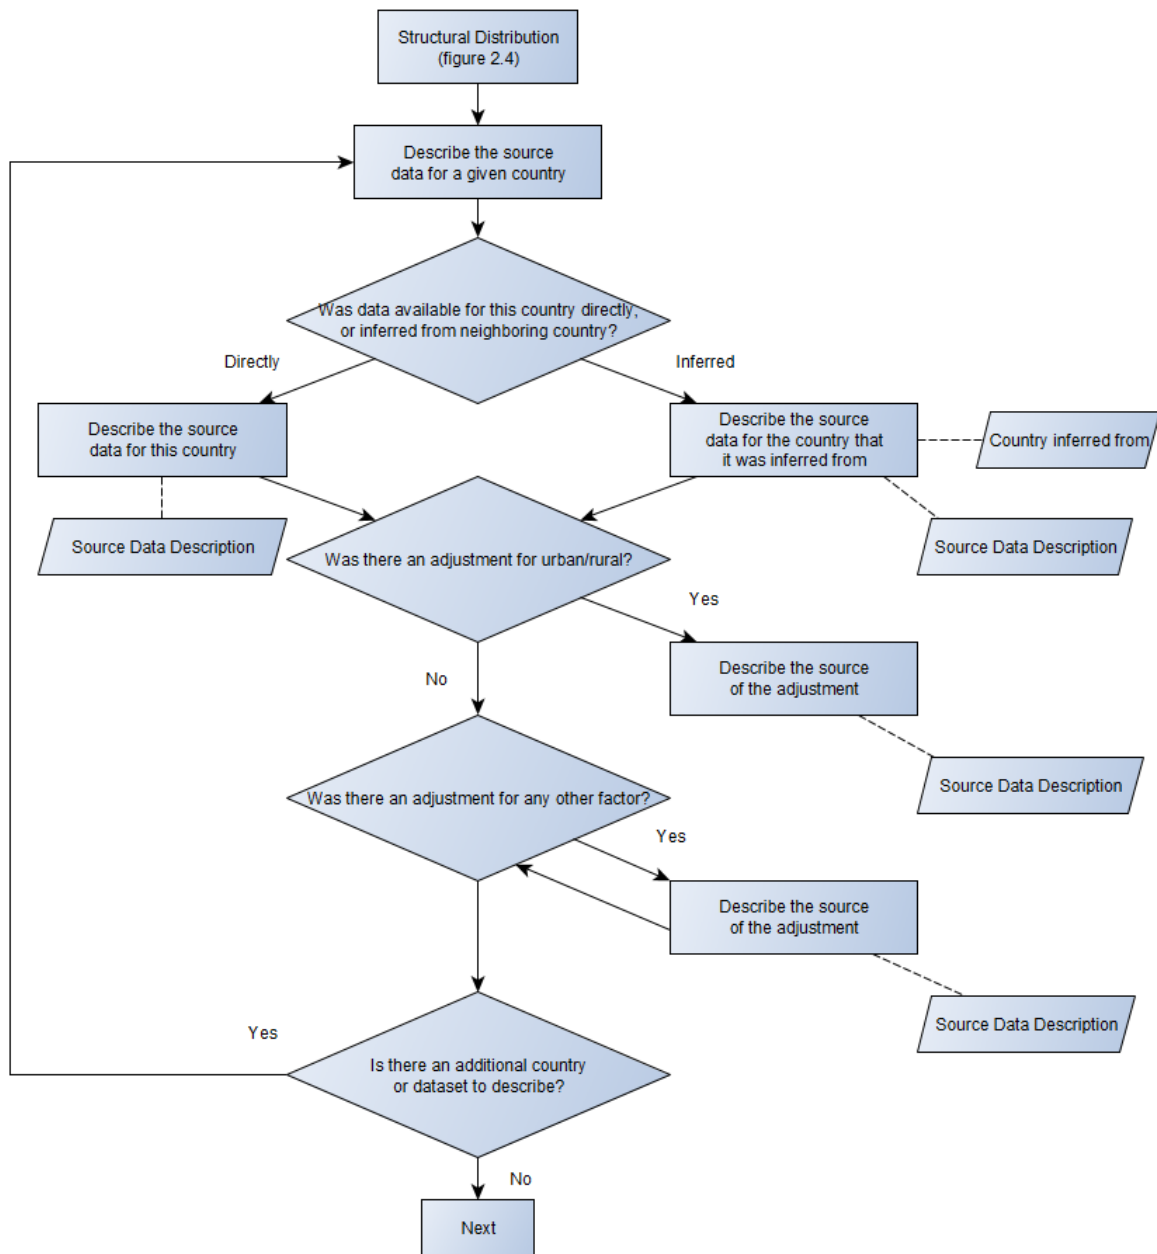 Structural Distribution
(figure 2.4)
Describe the source
data for a given country
Was data available for this country directly,
or inferred from neighboring country?
Directly
Inferred
Describe the source
data for this country
Describe the source
data for the country that
it was inferred from
Country inferred from
Source Data Description
Source Data Description
Was there an adjustment for urban/rural?
Yes
No
Describe the source
of the adjustment
Source Data Description
Was there an adjustment for any other factor?
Yes
Describe the source
of the adjustment
Source Data Description
Yes
Is there an additional country
or dataset to describe?
No
Next